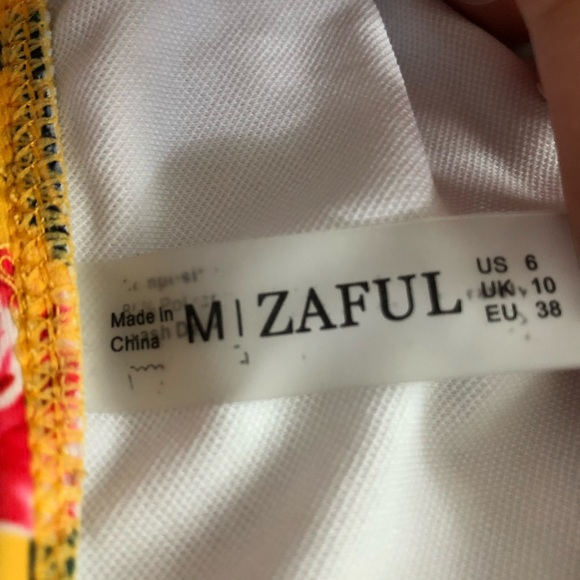 Made in
China
M | ZAFUL
US 6
UK 10
EU 38